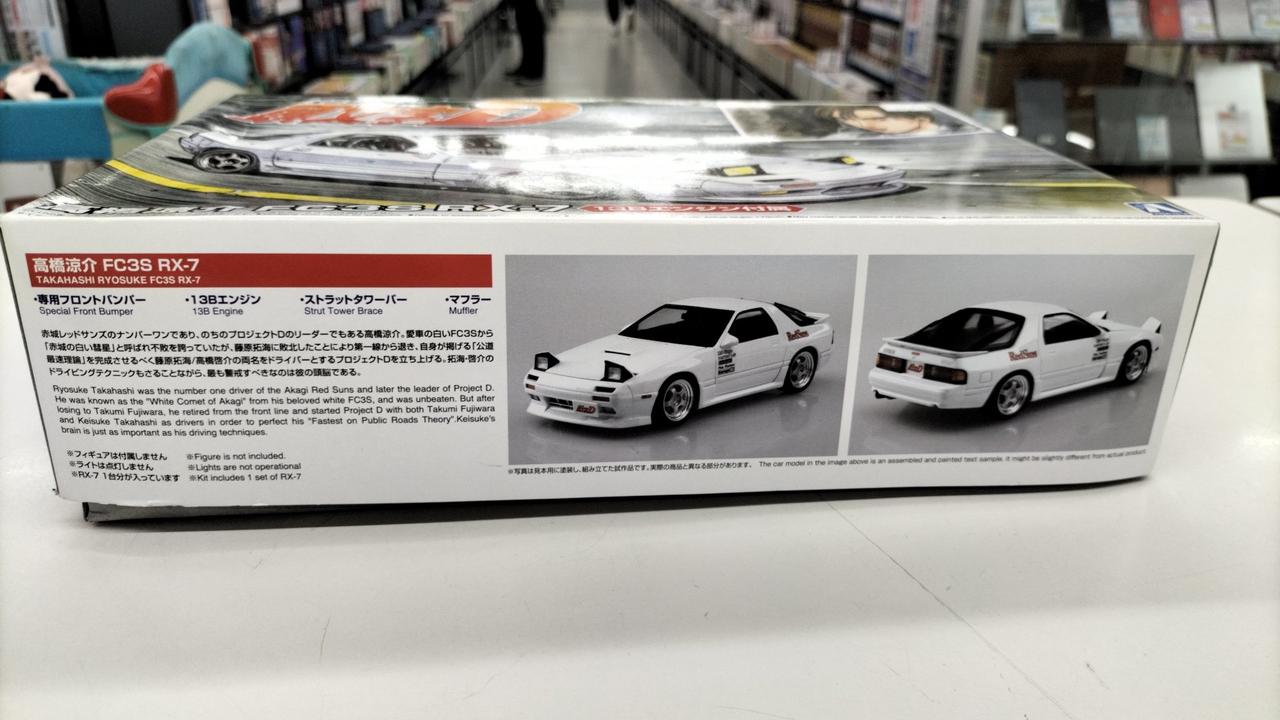 FC3S RX-7
13Bエンジン付属
高橋涼介 FC3S RX-7
TAKAHASHI RYOSUKE FC3S RX-7
・専用フロントバンパー ・13Bエンジン ・ストラットタワーバー ・マフラー
Special Front Bumper 13B Engine Strut Tower Brace Muffler
赤城レッドサンズのナンバーワンであり、のちのプロジェクトDのリーダーでもある高橋涼介。愛車の白いFC3Sから
「赤城の白い彗星」と呼ばれ不敗を誇っていたが、藤原拓海に敗北したことにより第一線から退き、自身が掲げる【公道
最速理論】を完成させるべく藤原拓海/高橋啓介の両名をドライバーとするプロジェクトDを立ち上げる。拓海・啓介の
ドライビングテクニックもさることながら、最も警戒すべきなのは彼の頭脳である。
Ryosuke Takahashi was the number one driver of the Akagi Red Suns and later the leader of Project D.
He was known as the "White Comet of Akagi" from his beloved white FC3S, and was unbeaten. But after
losing to Takumi Fujiwara, he retired from the front line and started Project D with both Takumi Fujiwara
and Keisuke Takahashi as drivers in order to perfect his "Fastest on Public Roads Theory".Keisuke's
brain is just as important as his driving techniques.
※フィギュアは付属しません ※Figure is not included.
※ライトは点灯しません ※Lights are not operational
※RX-7 1台分が入っています ※Kit includes 1 set of RX-7
RedSuns
RedSuns
※写真は見本用に塗装し、組み立てた試作品です。実際の商品と異なる部分があります。 The car model in the image above is an assembled and painted test sample, it might be slightly different from actual product.